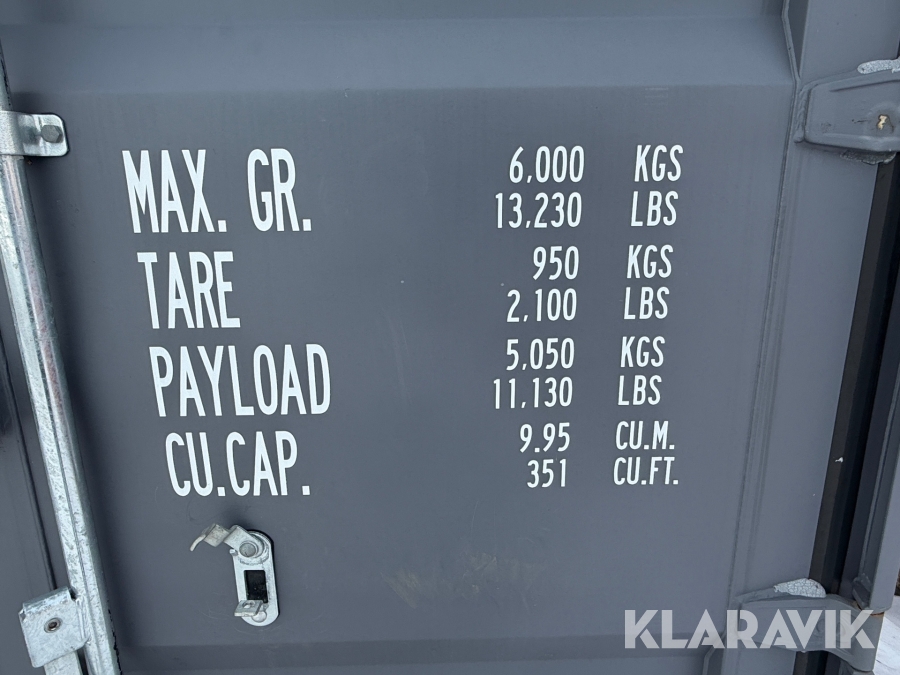 MAX. GR. 6,000 KGS
13,230 LBS
TARE 950 KGS
2,100 LBS
PAYLOAD 5,050 KGS
11,130 LBS
CU.CAP. 9.95 CU.M.
351 CU.FT.
KLARAVIK